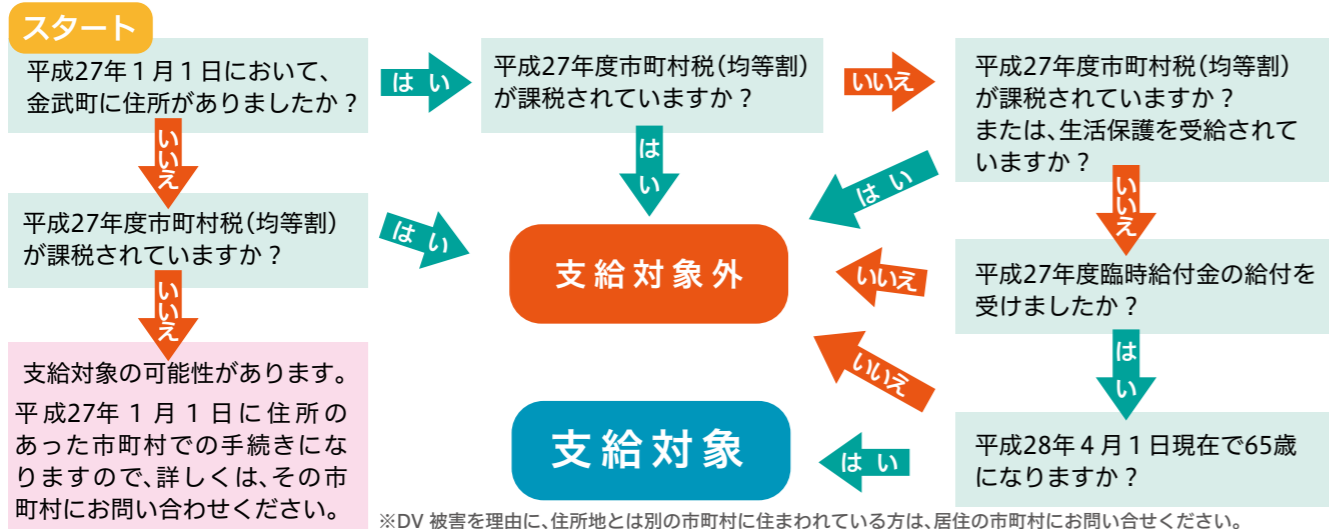 スタート
平成27年1月1日において、
金武町に住所がありましたか？
はい
平成27年度市町村税（均等割）
が課税されていますか？
いいえ
平成27年度市町村税（均等割）
が課税されていますか？
または、生活保護を受給されて
いますか？
いいえ
はい
はい
いいえ
平成27年度市町村税（均等割）
が課税されていますか？
はい
支給対象外
いいえ
平成27年度臨時給付金の給付を
受けましたか？
いいえ
いいえ
はい
支給対象の可能性があります。
平成27年1月1日に住所の
あった市町村での手続きにな
りますので、詳しくは、その市
町村にお問い合わせください。
支給対象
はい
平成28年4月1日現在で65歳
になりますか？
※DV 被害を理由に、住所地とは別の市町村に住まわれている方は、居住の市町村にお問い合せください。